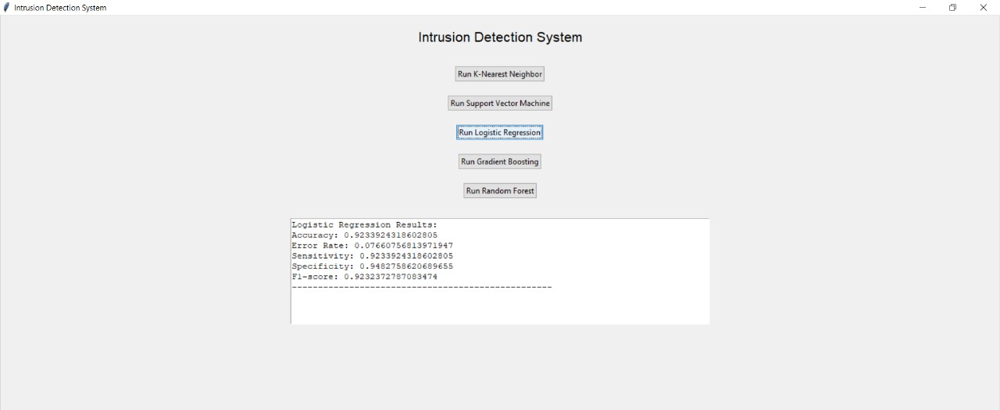 Intrusion Detection System
Intrusion Detection System
Run K-Nearest Neighbor
Run Support Vector Machine
Run Logistic Regression
Run Gradient Boosting
Run Random Forest
Logistic Regression Results:
Accuracy: 0.9233924318602805
Error Rate: 0.07660756813971947
Sensitivity: 0.9233924318602805
Specificity: 0.9482758620689655
F1-score: 0.9232372787083474
--------------------------------------------------